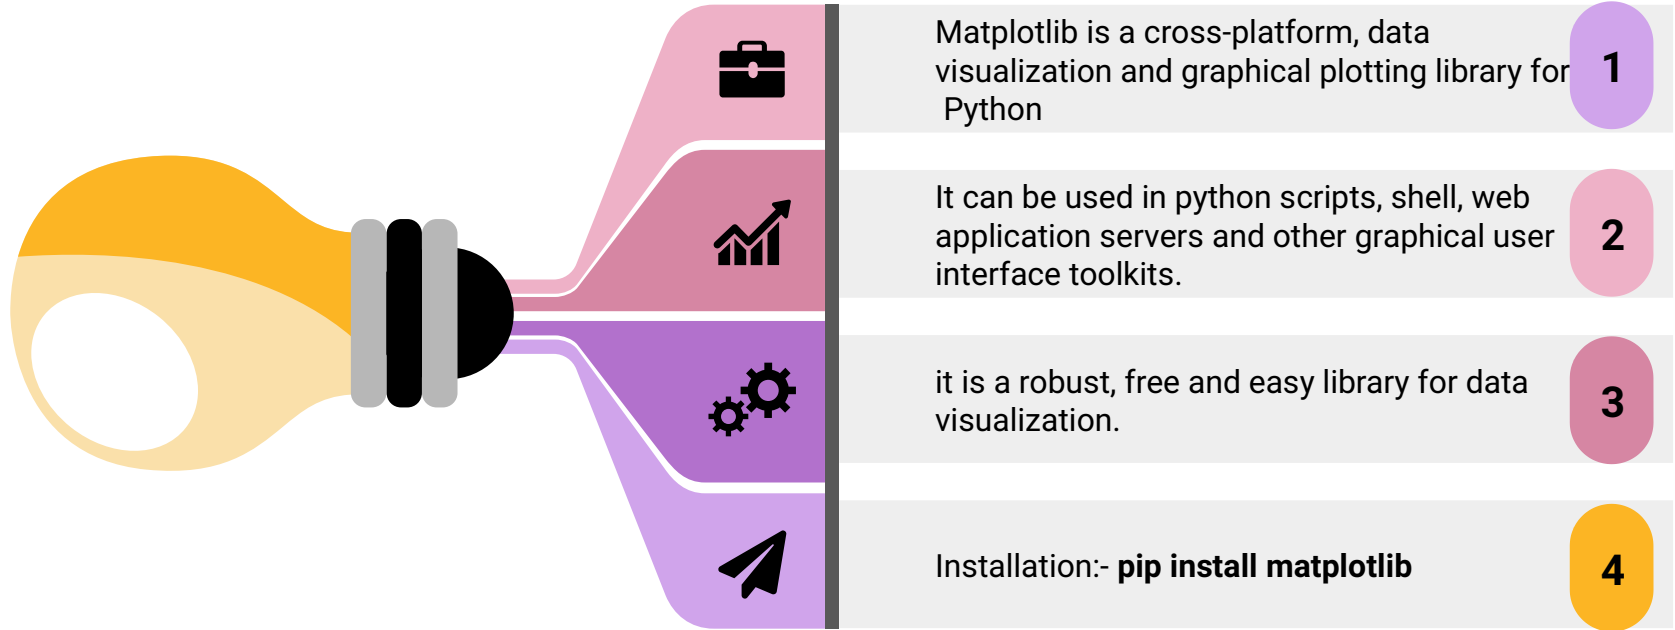 Matplotlib is a cross-platform, data
visualization and graphical plotting library for
Python
1
It can be used in python scripts, shell, web
application servers and other graphical user
interface toolkits.
2
it is a robust, free and easy library for data
visualization.
3
Installation:- pip install matplotlib
4